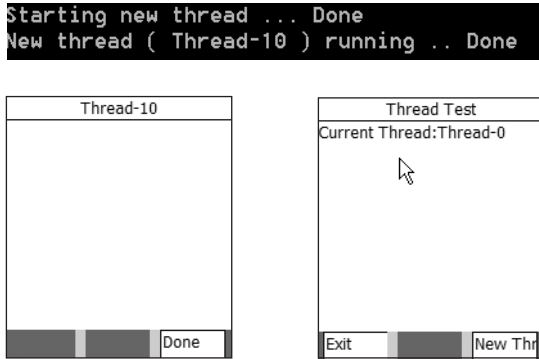 Starting new thread ... Done
New thread ( Thread-10 ) running .. Done
Thread-10
Done
Thread Test
Current Thread:Thread-0
Exit
New Thr